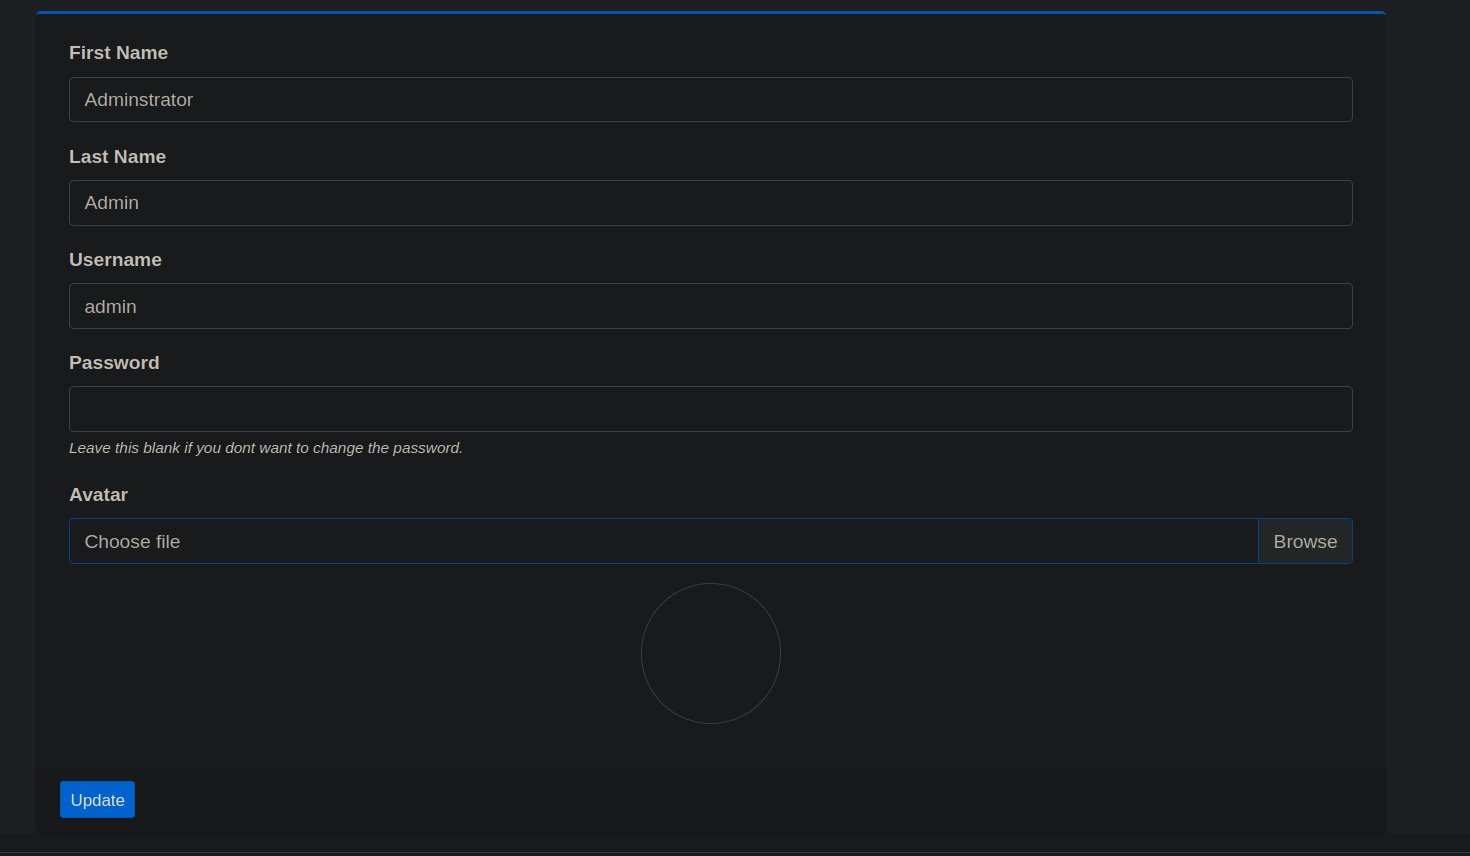 First Name
Adminstrator
Last Name
Admin
Username
admin
Password
Leave this blank if you dont want to change the password.
Avatar
Choose file
Browse
Update